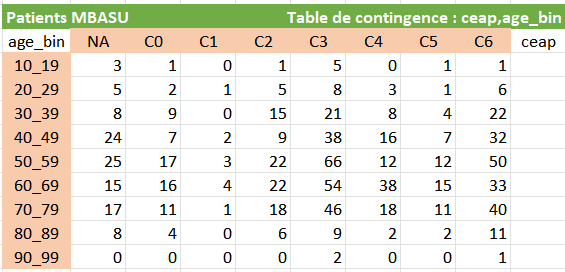 Patients MBASU Table de contingence : ceap,age_bin
age_bin NA C0 C1 C2 C3 C4 C5 C6 ceap
10_19 3 1 0 1 5 0 1 1
20_29 5 2 1 5 8 3 1 6
30_39 8 9 0 15 21 8 4 22
40_49 24 7 2 9 38 16 7 32
50_59 25 17 3 22 66 12 12 50
60_69 15 16 4 22 54 38 15 33
70_79 17 11 1 18 46 18 11 40
80_89 8 4 0 6 9 2 2 11
90_99 0 0 0 0 2 0 0 1